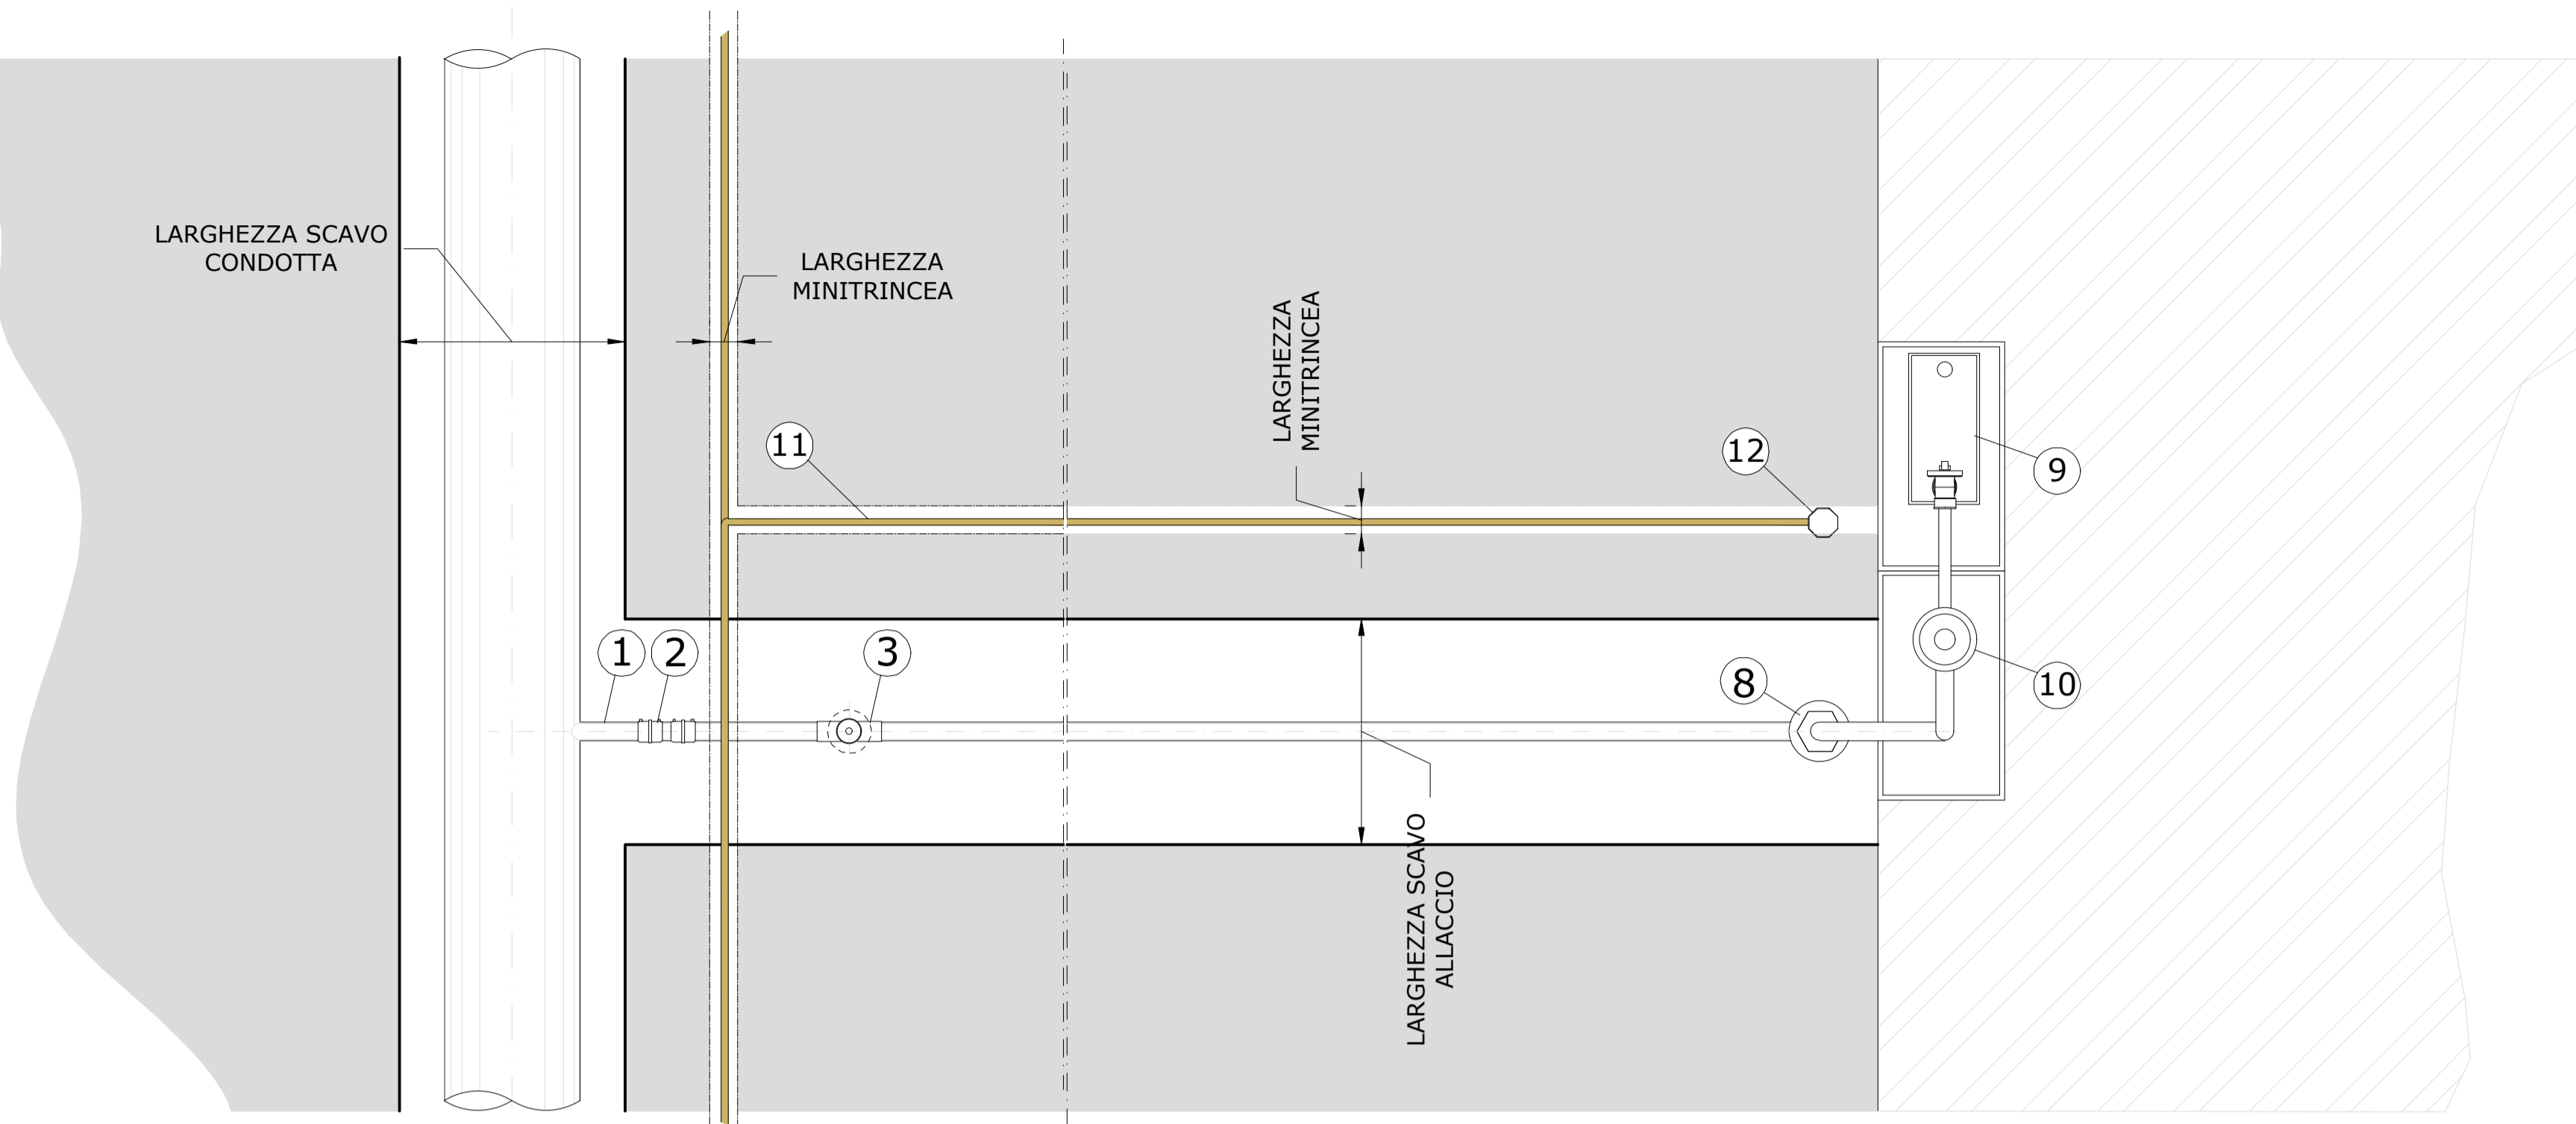 LARGHEZZA SCAVO
CONDOTTA
LARGHEZZA
MINITRINCEA
LARGHEZZA
MINITRINCEA
11
12
9
1
2
3
8
10
LARGHEZZA SCAVO
ALLACCIO